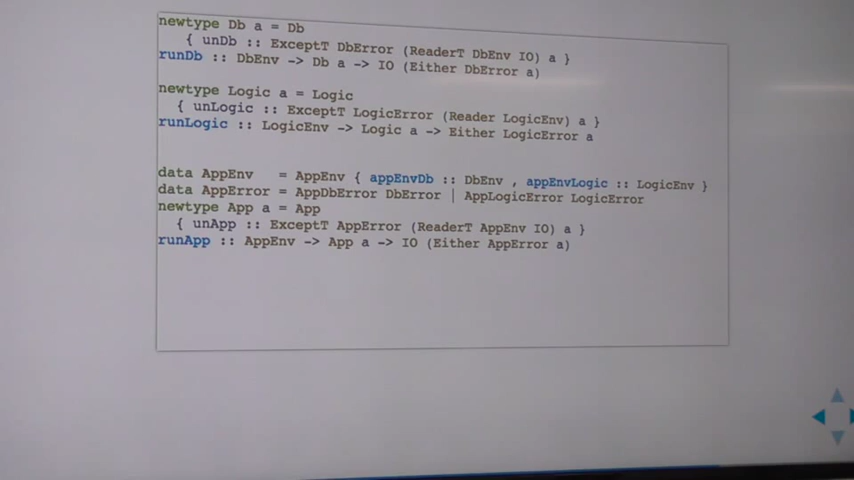 newtype Db a = Db
{ unDb :: ExceptT DbError (ReaderT DbEnv IO) a }
runDb :: DbEnv -> Db a -> IO (Either DbError a)
newtype Logic a = Logic
{ unLogic :: ExceptT LogicError (Reader LogicEnv) a }
runLogic :: LogicEnv -> Logic a -> Either LogicError a
data AppEnv = AppEnv { appEnvDb :: DbEnv , appEnvLogic :: LogicEnv }
data AppError = AppDbError DbError | AppLogicError LogicError
newtype App a = App
{ unApp :: ExceptT AppError (ReaderT AppEnv IO) a }
runApp :: AppEnv -> App a -> IO (Either AppError a)